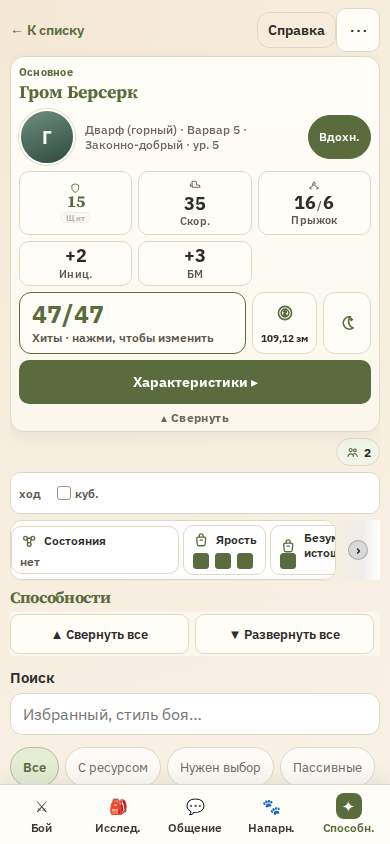 ← К списку
Справка
...
Основное
Гром Берсерк
Г
Дварф (горный) · Варвар 5 ·
Законно-добрый · ур. 5
Вдохн.
15
Щит
35
Скор.
16/6
Прыжок
+2
Иниц.
+3
БМ
47/47
Хиты · нажми, чтобы изменить
109,12 зм
Характеристики ▸
▴ Свернуть
2
ход
куб.
Состояния
нет
Ярость
Безум
истощ
›
Способности
▲ Свернуть все
▼ Развернуть все
Поиск
Избранный, стиль боя...
Все
С ресурсом
Нужен выбор
Пассивные
Бой
Исслед.
Общение
Напарн.
Способн.